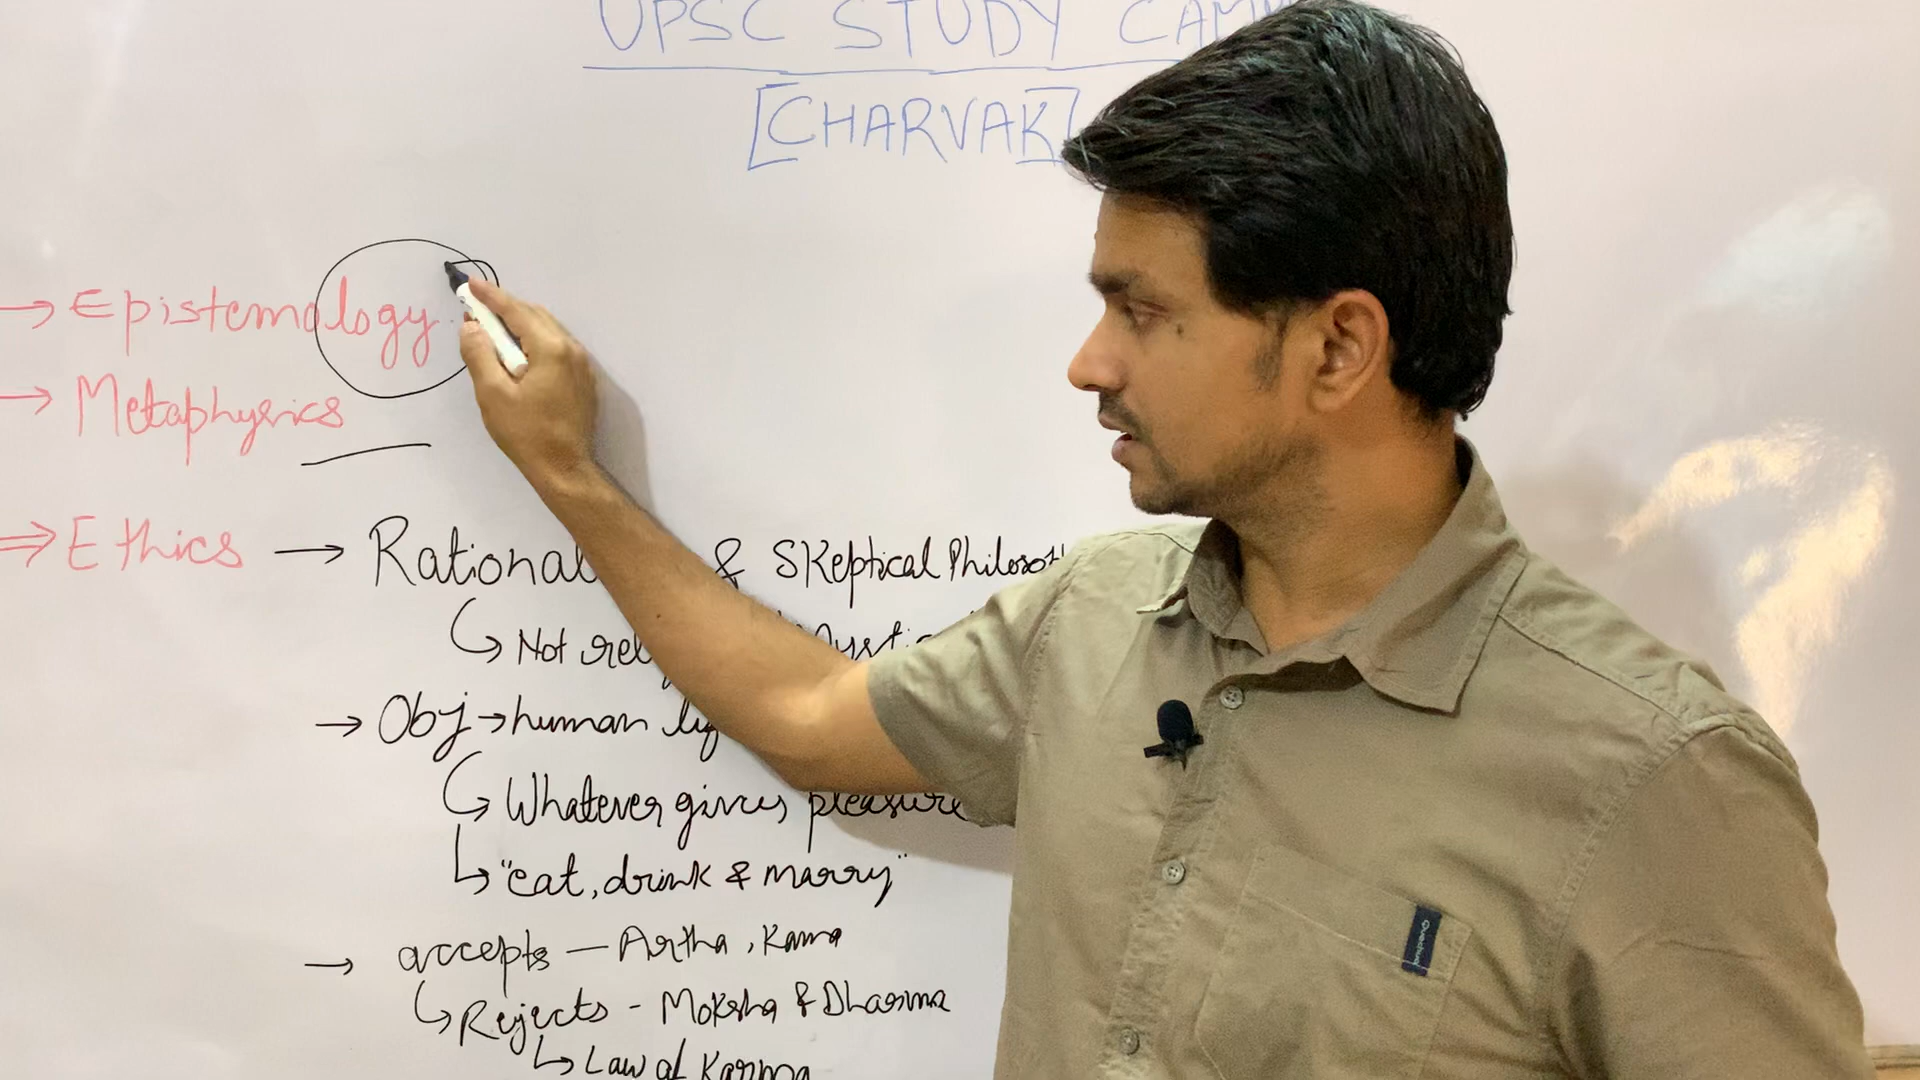 UPSC STUDY
[CHARVAK]
→ Epistemology
→ Metaphysics
⇒ Ethics → Rational & Skeptical
Not
→ Obj → human
Whatever gives pleasure
"eat, drink & marry"
→ accepts — Artha, Kama
Rejects - Moksha & Dharma
Law of Karma